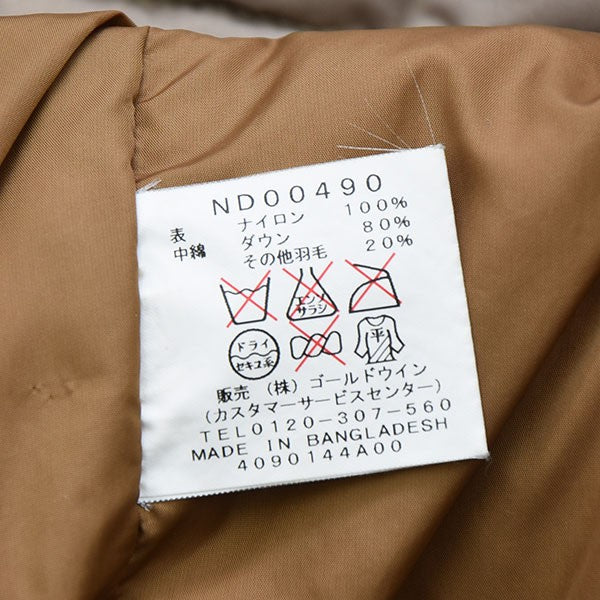 ND00490
表 ナイロン 100%
中綿 ダウン 80%
その他羽毛 20%
エンソ
サラシ
平
ドライ
セキユ系
販売 (株) ゴールドウイン
(カスタマーサービスセンター)
TEL0120-307-560
MADE IN BANGLADESH
4090144A00